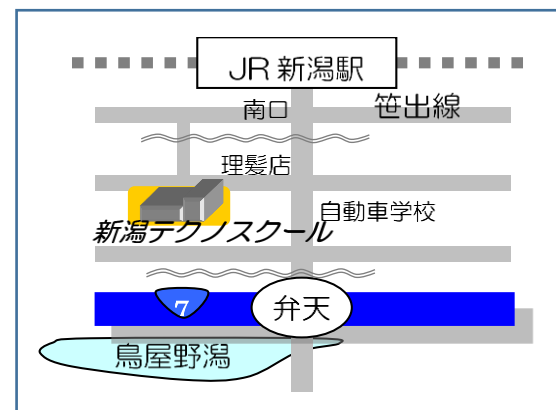 JR 新潟駅
南口
笹出線
理髪店
自動車学校
新潟テクノスクール
7
弁天
鳥屋野潟